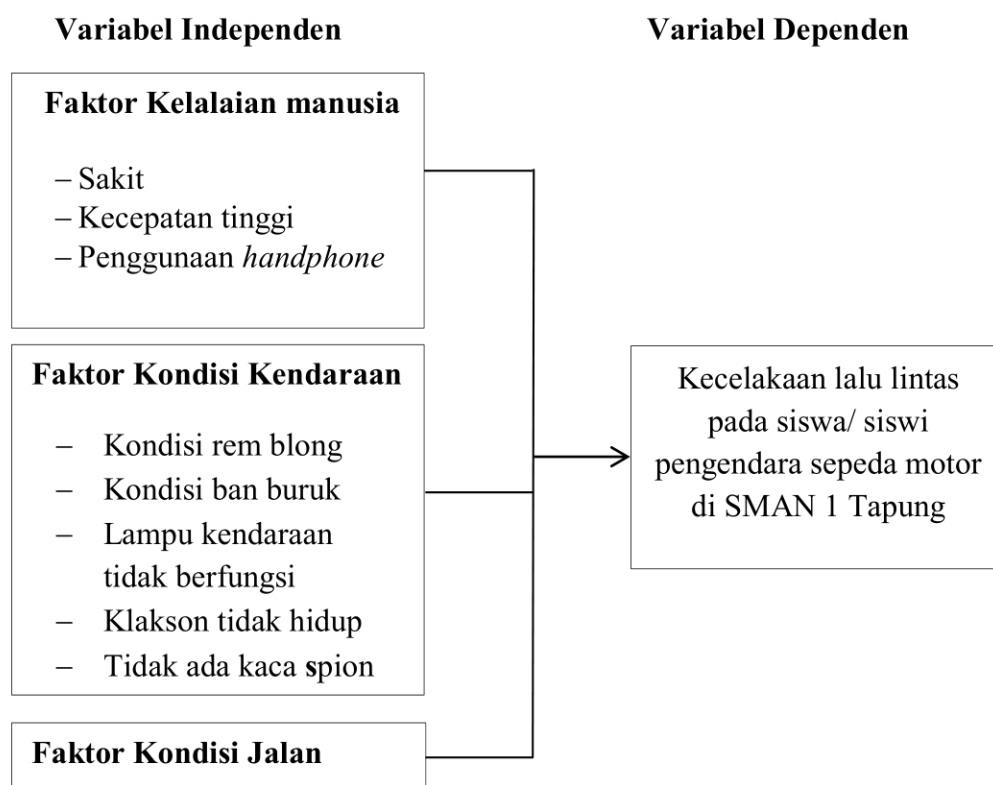 Variabel Independen
Variabel Dependen
Faktor Kelalaian manusia
– Sakit
– Kecepatan tinggi
– Penggunaan handphone
Faktor Kondisi Kendaraan
– Kondisi rem blong
– Kondisi ban buruk
– Lampu kendaraan
tidak berfungsi
– Klakson tidak hidup
– Tidak ada kaca spion
Faktor Kondisi Jalan
Kecelakaan lalu lintas
pada siswa/ siswi
pengendara sepeda motor
di SMAN 1 Tapung